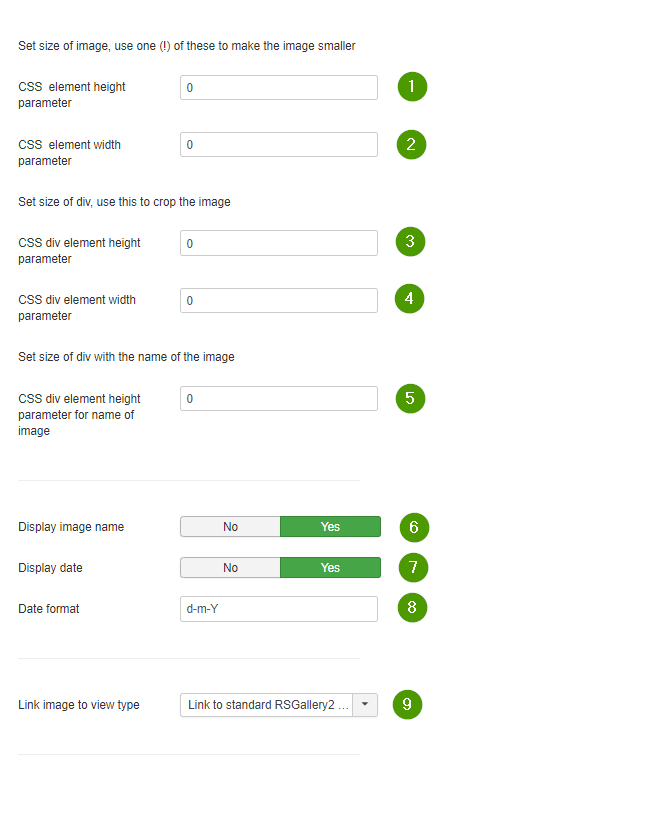 Set size of image, use one (!) of these to make the image smaller
CSS  element height
parameter
0
1
CSS  element width
parameter
0
2
Set size of div, use this to crop the image
CSS div element height
parameter
0
3
CSS div element width
parameter
0
4
Set size of div with the name of the image
CSS div element height
parameter for name of
image
0
5
Display image name
No
Yes
6
Display date
No
Yes
7
Date format
d-m-Y
8
Link image to view type
Link to standard RSGallery2 ...
9